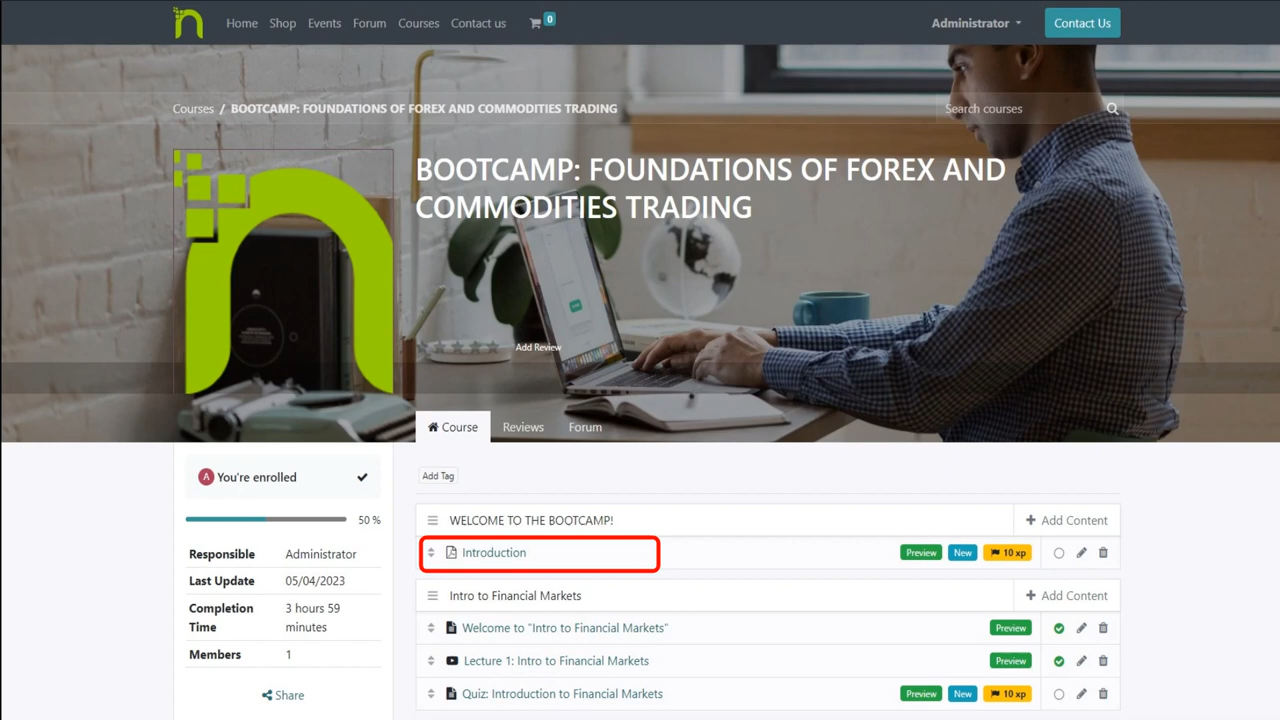 Home Shop Events Forum Courses Contact us 0 Administrator Contact Us
Courses / BOOTCAMP: FOUNDATIONS OF FOREX AND COMMODITIES TRADING Search courses
BOOTCAMP: FOUNDATIONS OF FOREX AND
COMMODITIES TRADING
Add Review
Course Reviews Forum
A You're enrolled
50 %
Responsible Administrator
Last Update 05/04/2023
Completion Time 3 hours 59 minutes
Members 1
Share
Add Tag
WELCOME TO THE BOOTCAMP! Add Content
Introduction Preview New 10 xp
Intro to Financial Markets Add Content
Welcome to "Intro to Financial Markets" Preview
Lecture 1: Intro to Financial Markets Preview
Quiz: Introduction to Financial Markets Preview New 10 xp